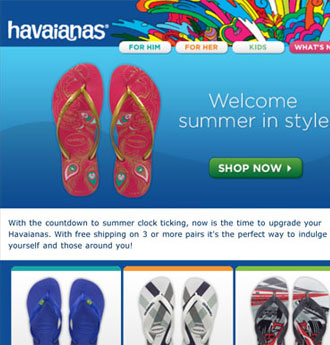 havaianas®
FOR HIM FOR HER KIDS WHAT'S
Welcome
summer in style
SHOP NOW
With the countdown to summer clock ticking, now is the time to upgrade your
Havaianas. With free shipping on 3 or more pairs it's the perfect way to indulge
yourself and those around you!